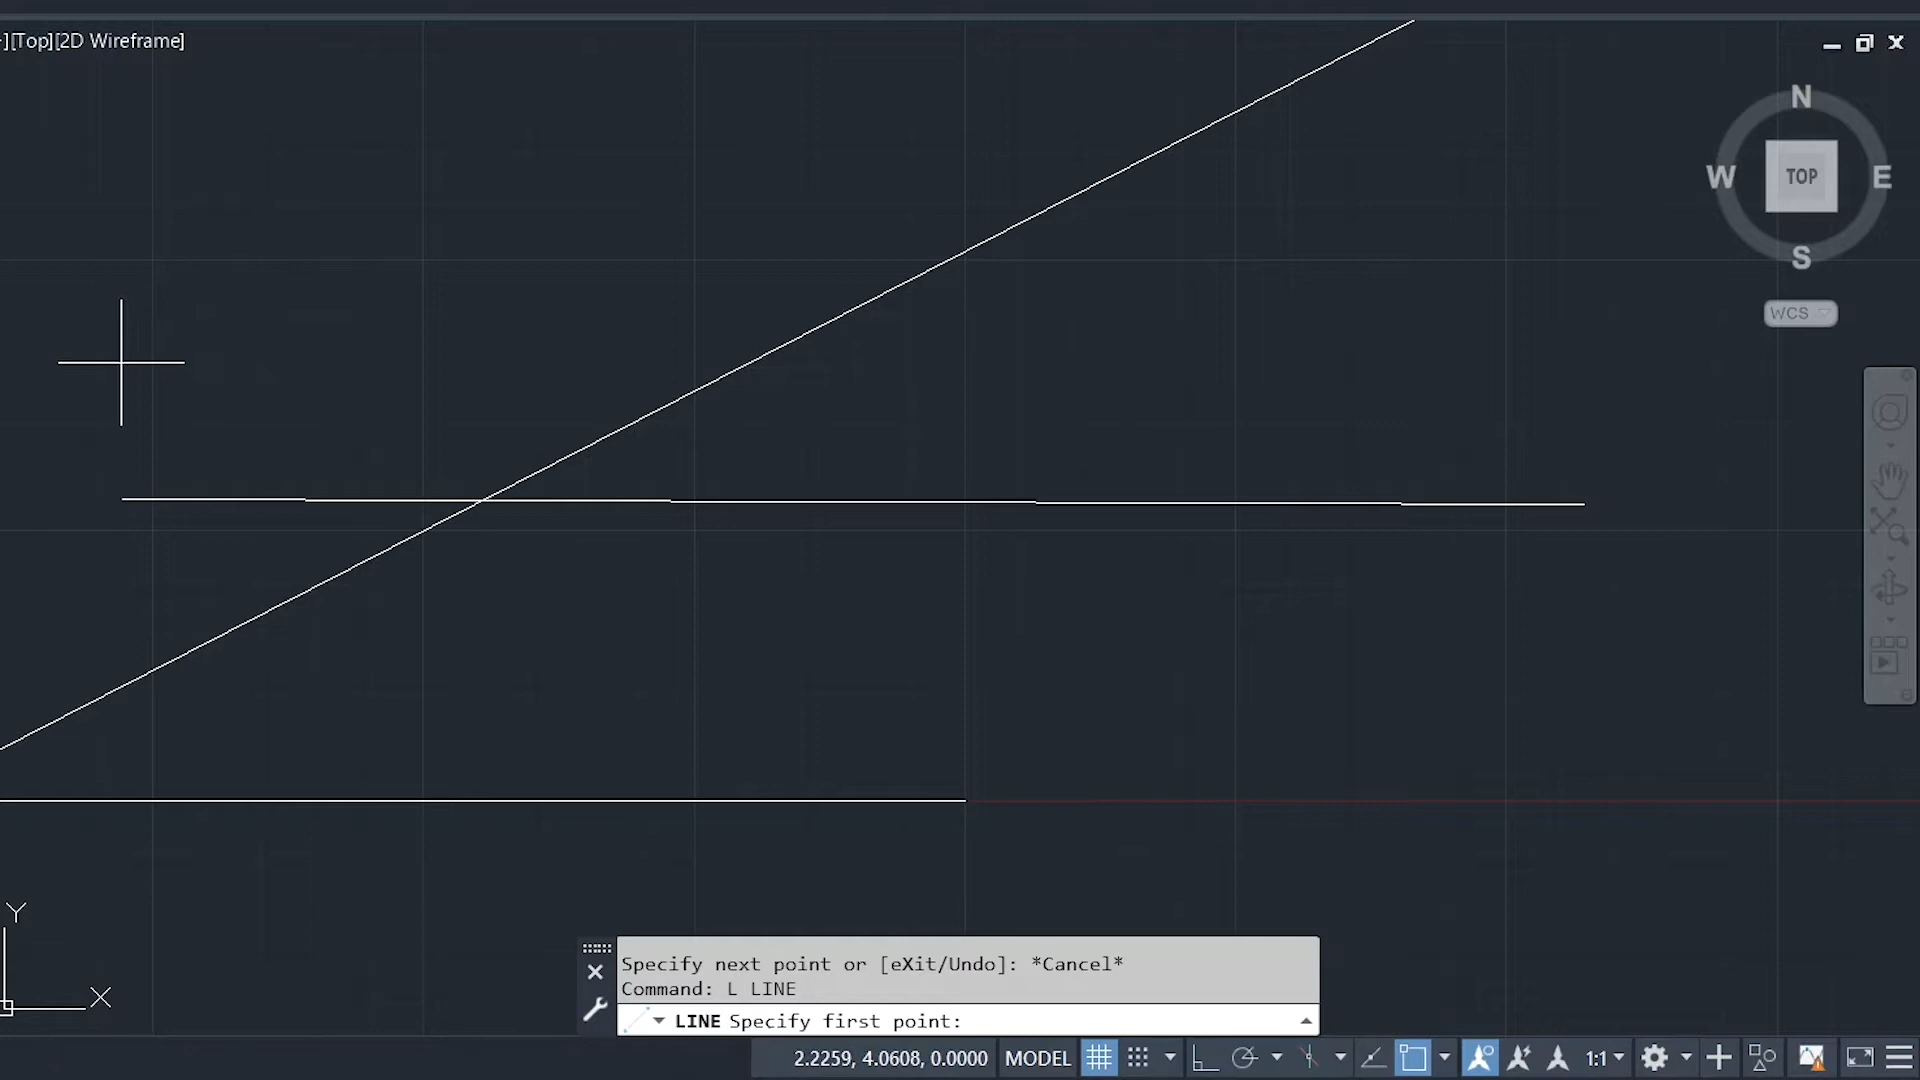 -][Top][2D Wireframe]
N
W
TOP
E
S
WCS
Y
X
Specify next point or [eXit/Undo]: *Cancel*
Command: L LINE
LINE Specify first point:
2.2259, 4.0608, 0.0000
MODEL
1:1